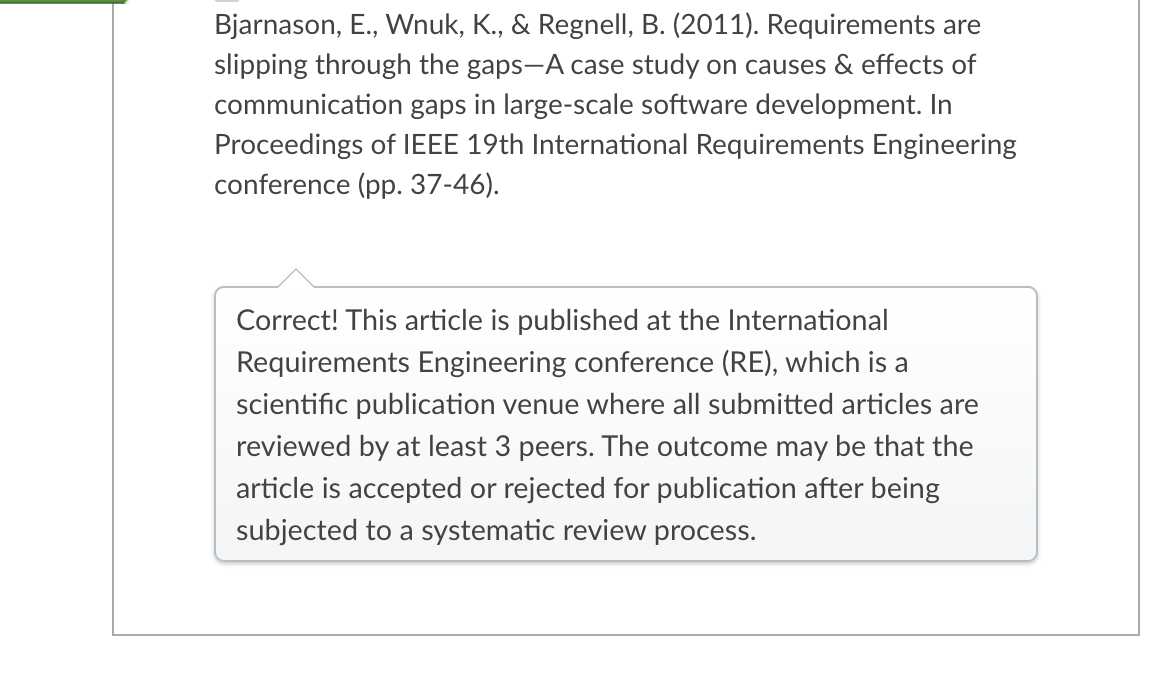 Bjarnason, E., Wnuk, K., & Regnell, B. (2011). Requirements are
slipping through the gaps—A case study on causes & effects of
communication gaps in large-scale software development. In
Proceedings of IEEE 19th International Requirements Engineering
conference (pp. 37-46).
Correct! This article is published at the International
Requirements Engineering conference (RE), which is a
scientific publication venue where all submitted articles are
reviewed by at least 3 peers. The outcome may be that the
article is accepted or rejected for publication after being
subjected to a systematic review process.